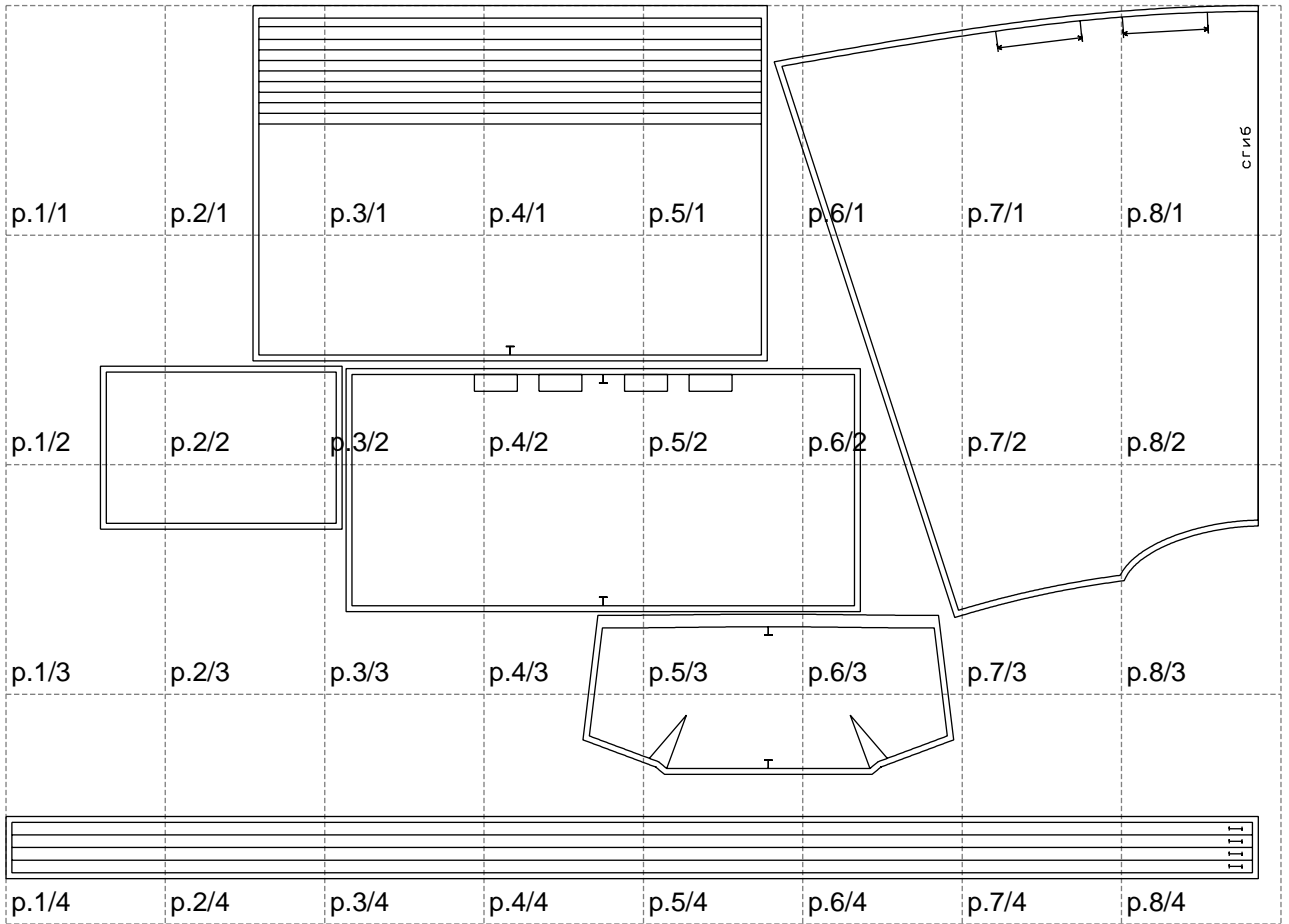 сгиб
p.1/1 p.2/1 p.3/1 p.4/1 p.5/1 p.6/1 p.7/1 p.8/1
p.1/2 p.2/2 p.3/2 p.4/2 p.5/2 p.6/2 p.7/2 p.8/2
p.1/3 p.2/3 p.3/3 p.4/3 p.5/3 p.6/3 p.7/3 p.8/3
p.1/4 p.2/4 p.3/4 p.4/4 p.5/4 p.6/4 p.7/4 p.8/4